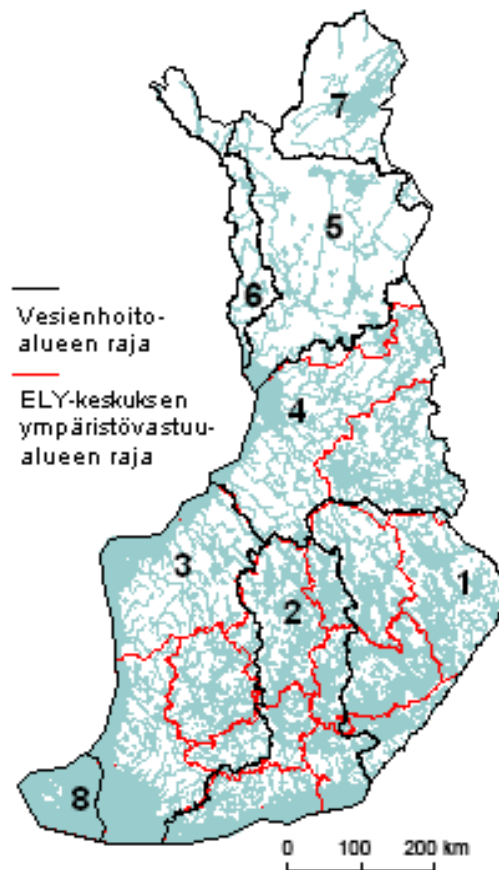 7
5
6
Vesienhoito-
alueen raja
ELY-keskuksen
ympäristövastuu-
alueen raja
4
3
1
2
8
0 100 200 km